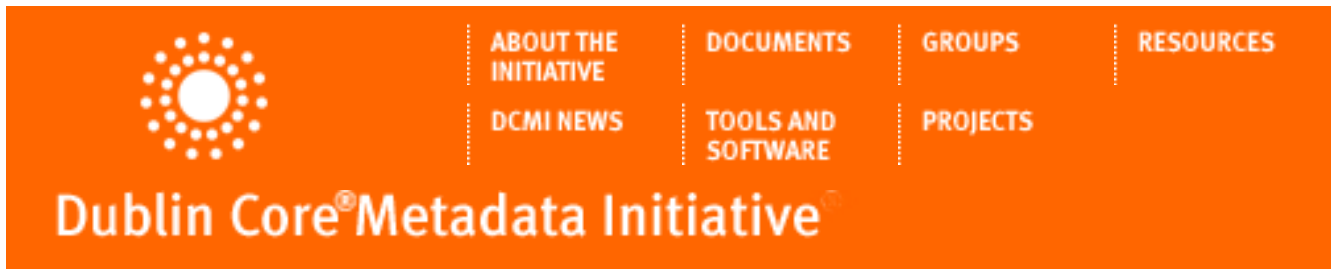 ABOUT THE
INITIATIVE
DOCUMENTS
GROUPS
RESOURCES
DCMI NEWS
TOOLS AND
SOFTWARE
PROJECTS
Dublin Core®Metadata Initiative®